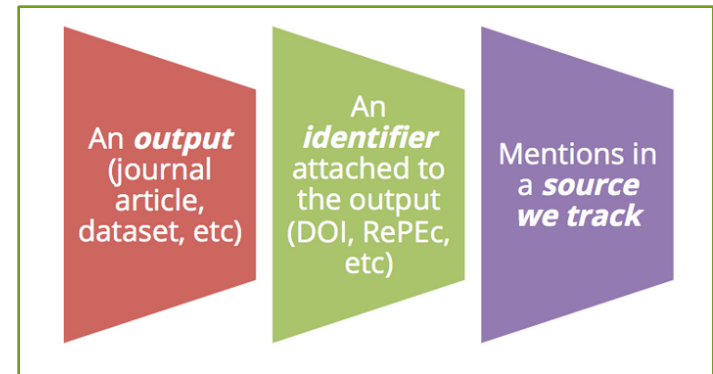 An output
(journal
article,
dataset, etc)
An
identifier
attached to
the output
(DOI, RePEc,
etc)
Mentions in
a source
we track